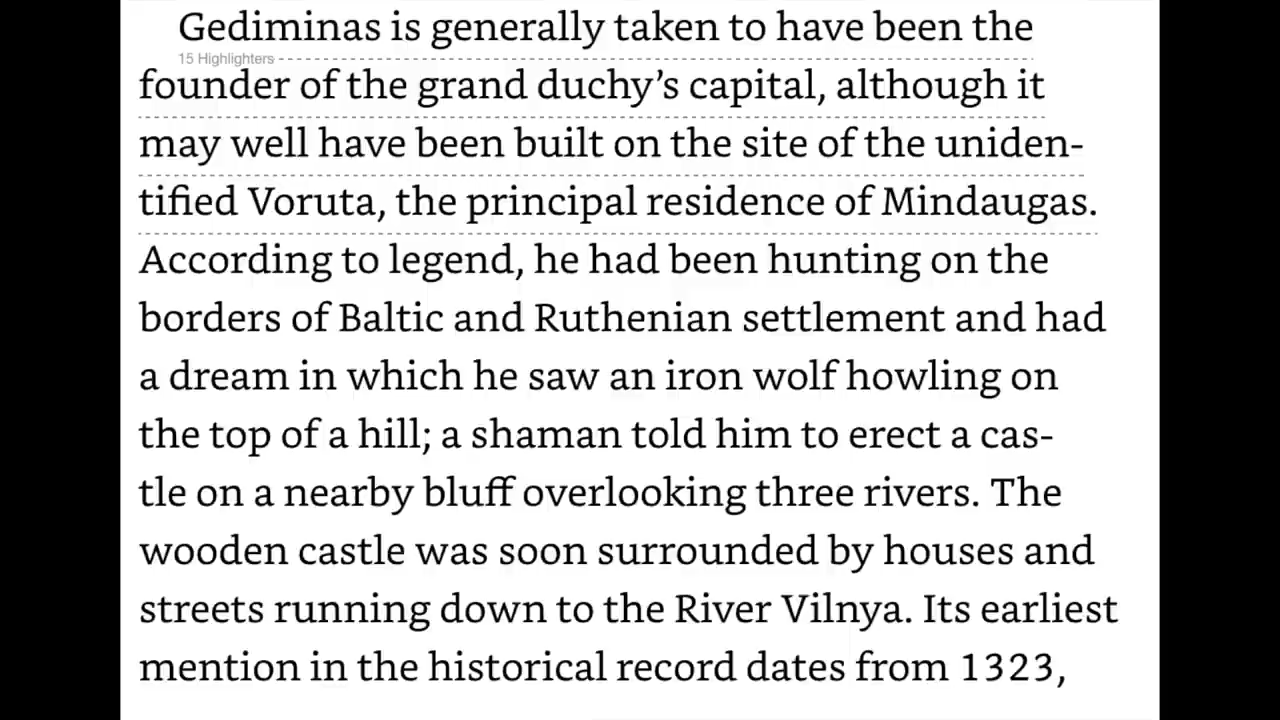 Gediminas is generally taken to have been the
15 Highlighters
founder of the grand duchy’s capital, although it
may well have been built on the site of the uniden-
tified Voruta, the principal residence of Mindaugas.
According to legend, he had been hunting on the
borders of Baltic and Ruthenian settlement and had
a dream in which he saw an iron wolf howling on
the top of a hill; a shaman told him to erect a cas-
tle on a nearby bluff overlooking three rivers. The
wooden castle was soon surrounded by houses and
streets running down to the River Vilnya. Its earliest
mention in the historical record dates from 1323,